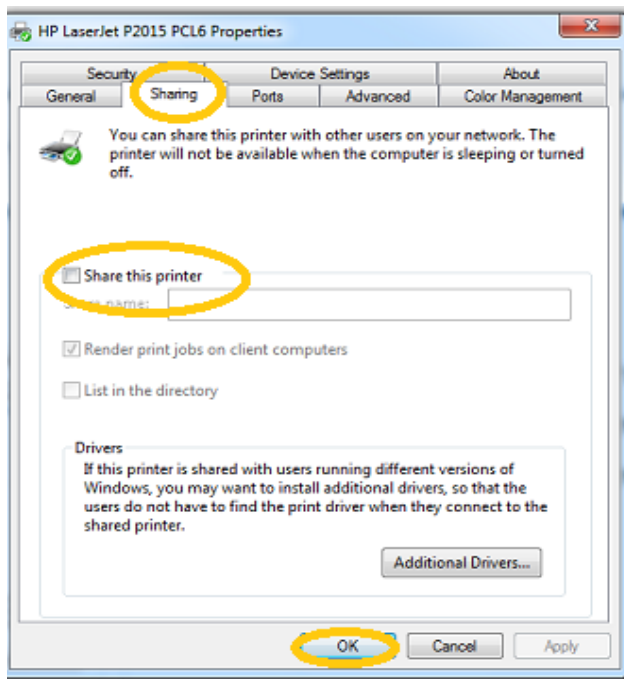 HP LaserJet P2015 PCL6 Properties
Security Device Settings About
General Sharing Ports Advanced Color Management
You can share this printer with other users on your network. The
printer will not be available when the computer is sleeping or turned
off.
Share this printer
Share name:
Render print jobs on client computers
List in the directory
Drivers
If this printer is shared with users running different versions of
Windows, you may want to install additional drivers, so that the
users do not have to find the print driver when they connect to the
shared printer.
Additional Drivers...
OK Cancel Apply